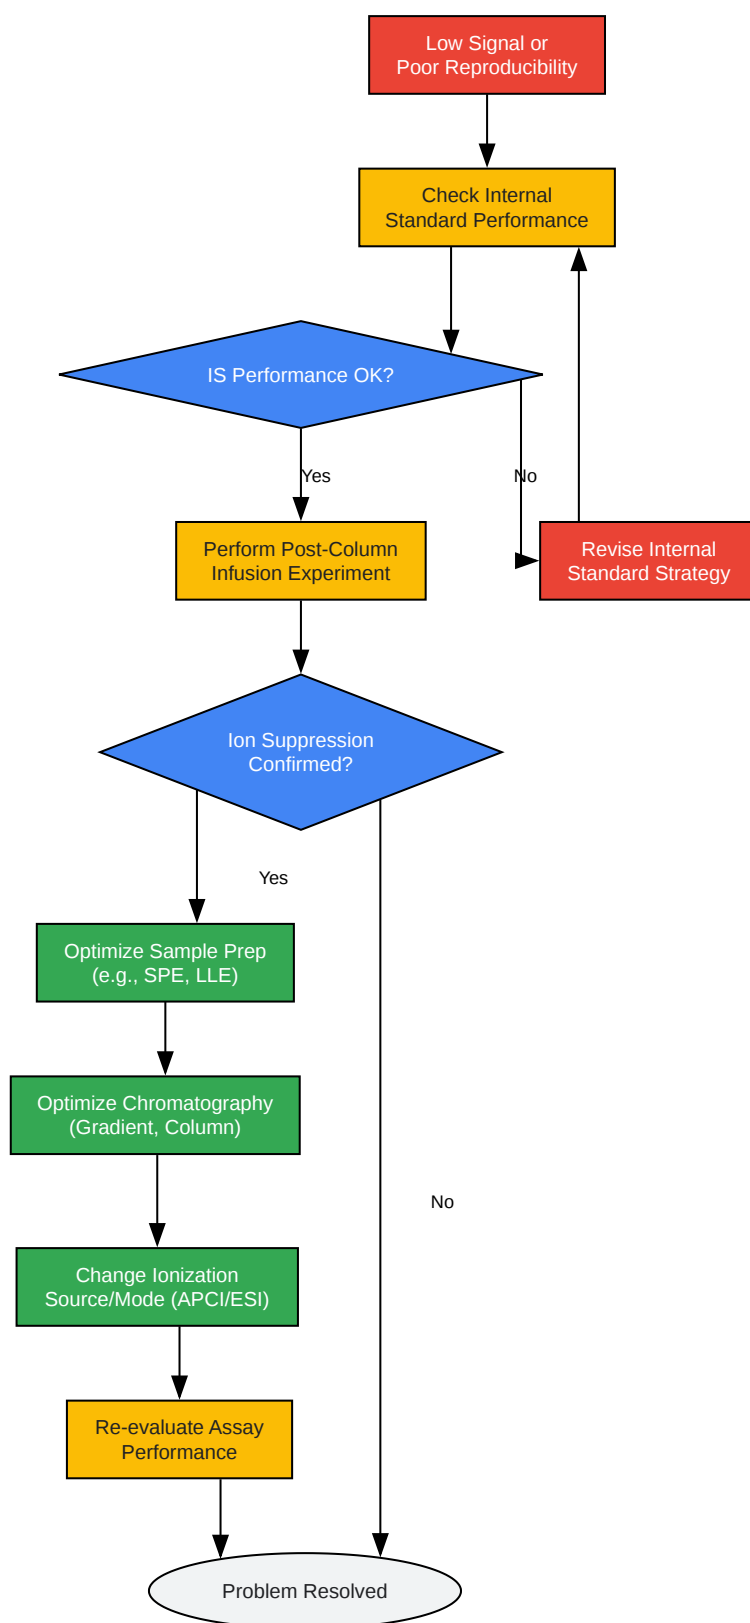 Low Signal or
Poor Reproducibility
Check Internal
Standard Performance
IS Performance OK?
Yes
No
Perform Post-Column
Infusion Experiment
Revise Internal
Standard Strategy
Ion Suppression
Confirmed?
Yes
Optimize Sample Prep
(e.g., SPE, LLE)
Optimize Chromatography
(Gradient, Column)
No
Change Ionization
Source/Mode (APCI/ESI)
Re-evaluate Assay
Performance
Problem Resolved